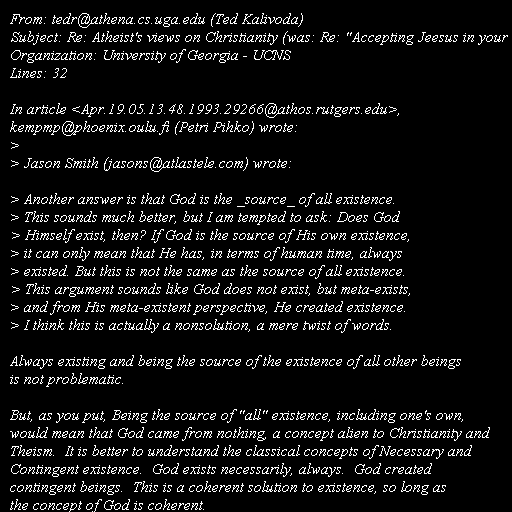 From: tedr@athena.cs.uga.edu (Ted Kalivoda)
Subject: Re: Atheist's views on Christianity (was: Re: "Accepting Jeesus in your
Organization: University of Georgia - UCNS
Lines: 32

In article <Apr.19.05.13.48.1993.29266@athos.rutgers.edu>,
kempmp@phoenix.oulu.fi (Petri Pihko) wrote:
>
> Jason Smith (jasons@atlastele.com) wrote:

> Another answer is that God is the _source_ of all existence.
> This sounds much better, but I am tempted to ask: Does God
> Himself exist, then? If God is the source of His own existence,
> it can only mean that He has, in terms of human time, always
> existed. But this is not the same as the source of all existence.
> This argument sounds like God does not exist, but meta-exists,
> and from His meta-existent perspective, He created existence.
> I think this is actually a nonsolution, a mere twist of words.

Always existing and being the source of the existence of all other beings
is not problematic.

But, as you put, Being the source of "all" existence, including one's own,
would mean that God came from nothing, a concept alien to Christianity and
Theism.  It is better to understand the classical concepts of Necessary and
Contingent existence.  God exists necessarily, always.  God created
contingent beings.  This is a coherent solution to existence, so long as
the concept of God is coherent.